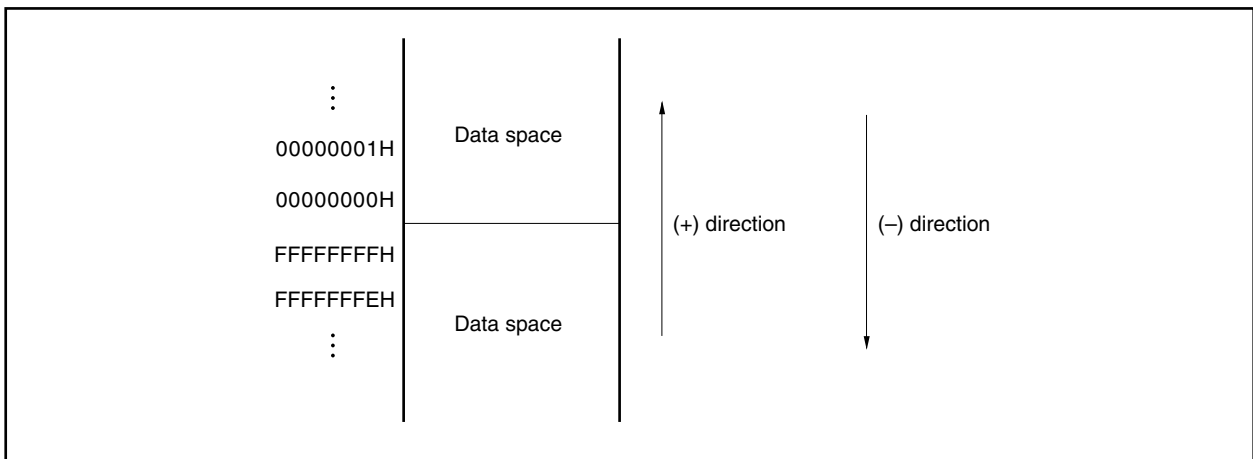 ⋮
00000001H
00000000H
FFFFFFFFH
FFFFFFFEH
⋮
Data space
Data space
(+) direction
(–) direction